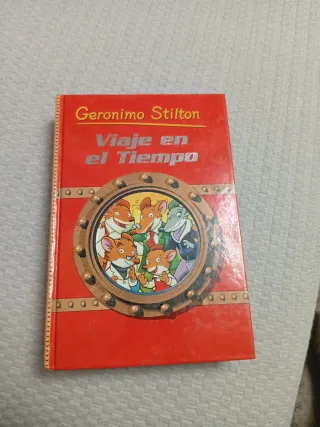 Geronimo Stilton
Viaje en
el Tiempo